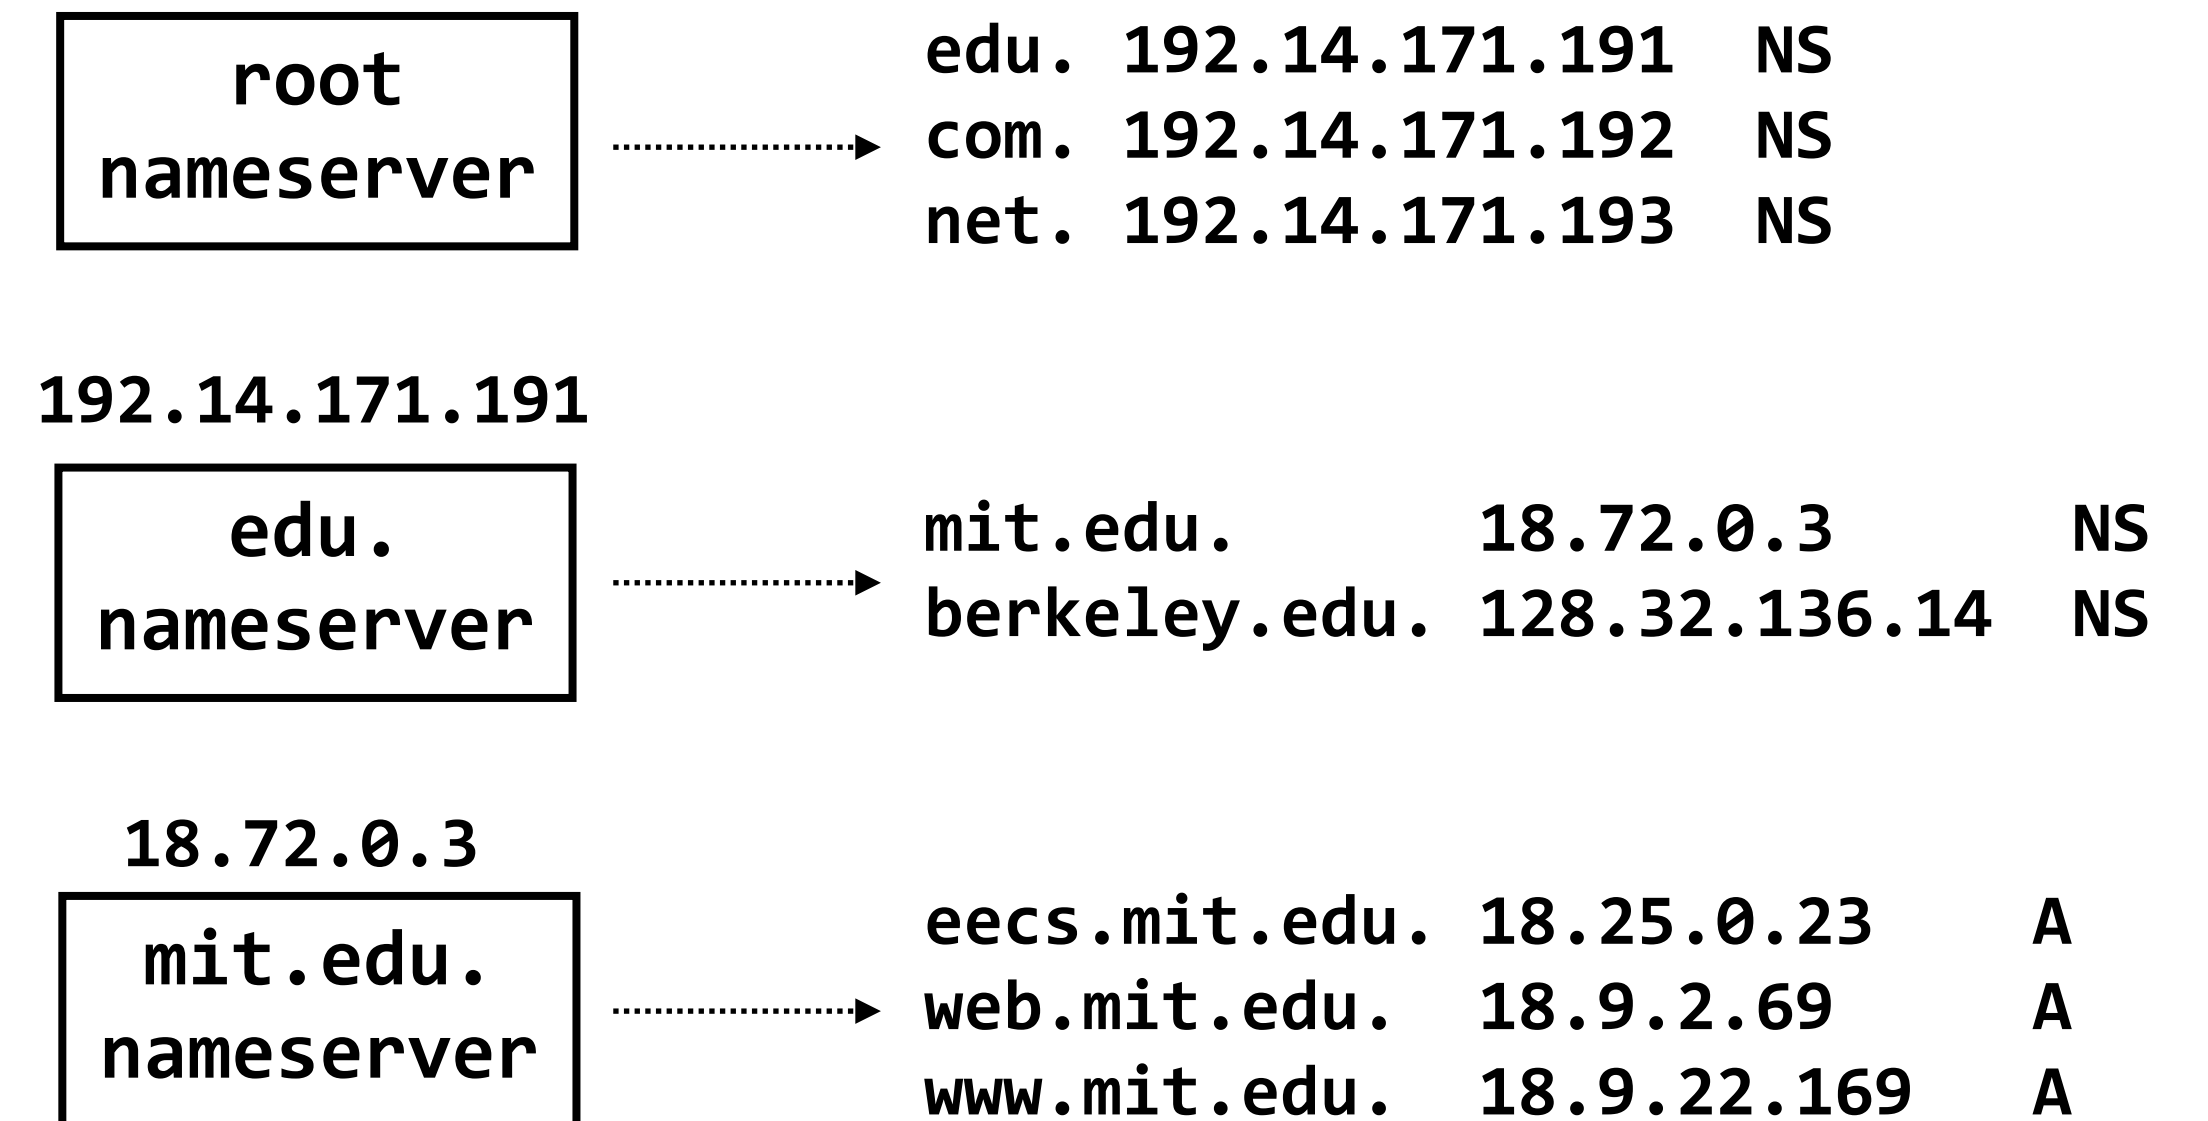 root
nameserver
edu. 192.14.171.191 NS
com. 192.14.171.192 NS
net. 192.14.171.193 NS
192.14.171.191
edu.
nameserver
mit.edu. 18.72.0.3 NS
berkeley.edu. 128.32.136.14 NS
18.72.0.3
mit.edu.
nameserver
eecs.mit.edu. 18.25.0.23 A
web.mit.edu. 18.9.2.69 A
www.mit.edu. 18.9.22.169 A